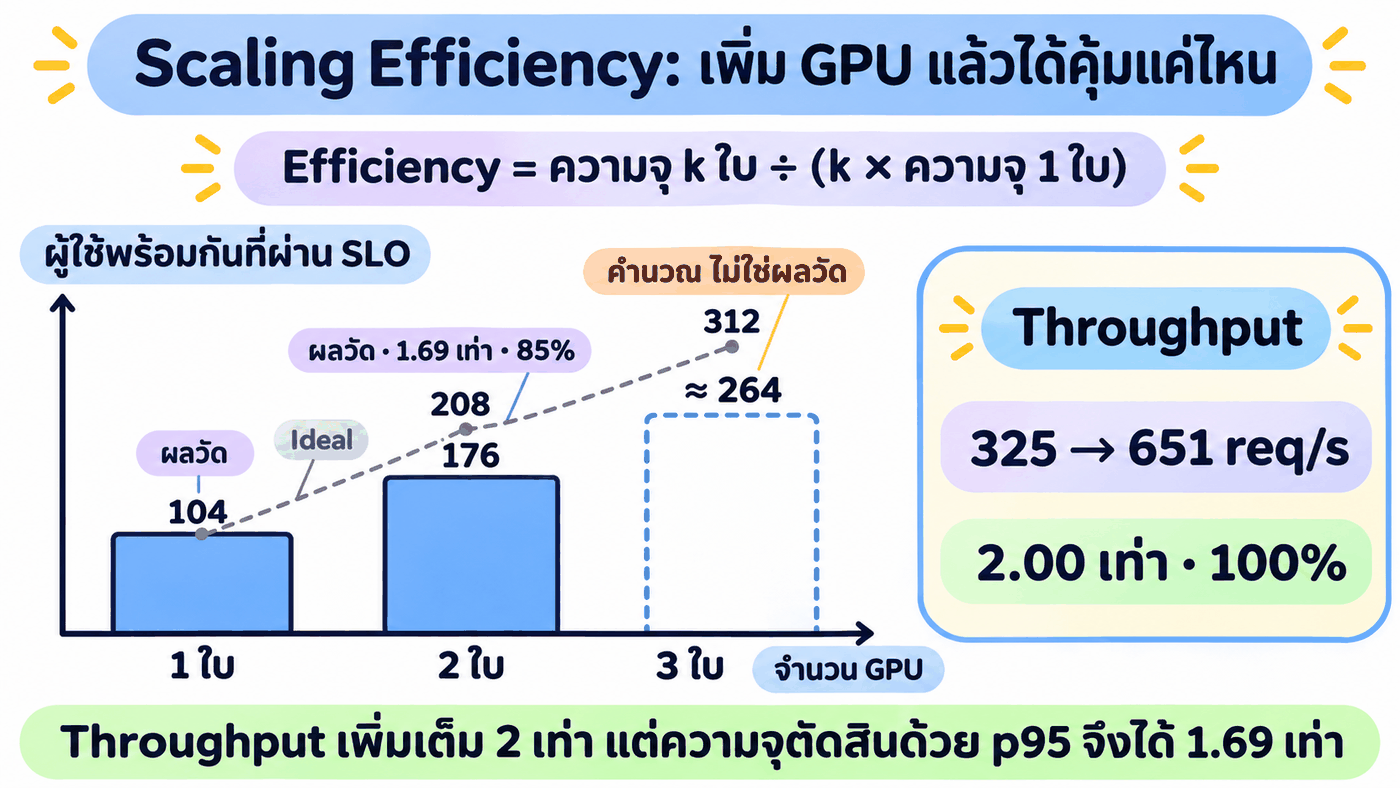 Scaling Efficiency: เพิ่ม GPU แล้วได้คุ้มแค่ไหน
Efficiency = ความจุ k ใบ ÷ (k × ความจุ 1 ใบ)
ผู้ใช้พร้อมกันที่ผ่าน SLO
คำนวณ ไม่ใช่ผลวัด
312
ผลวัด · 1.69 เท่า · 85%
≈ 264
208
Ideal
176
ผลวัด
104
1 ใบ
2 ใบ
3 ใบ
จำนวน GPU
Throughput
325 → 651 req/s
2.00 เท่า · 100%
Throughput เพิ่มเต็ม 2 เท่า แต่ความจุตัดสินด้วย p95 จึงได้ 1.69 เท่า